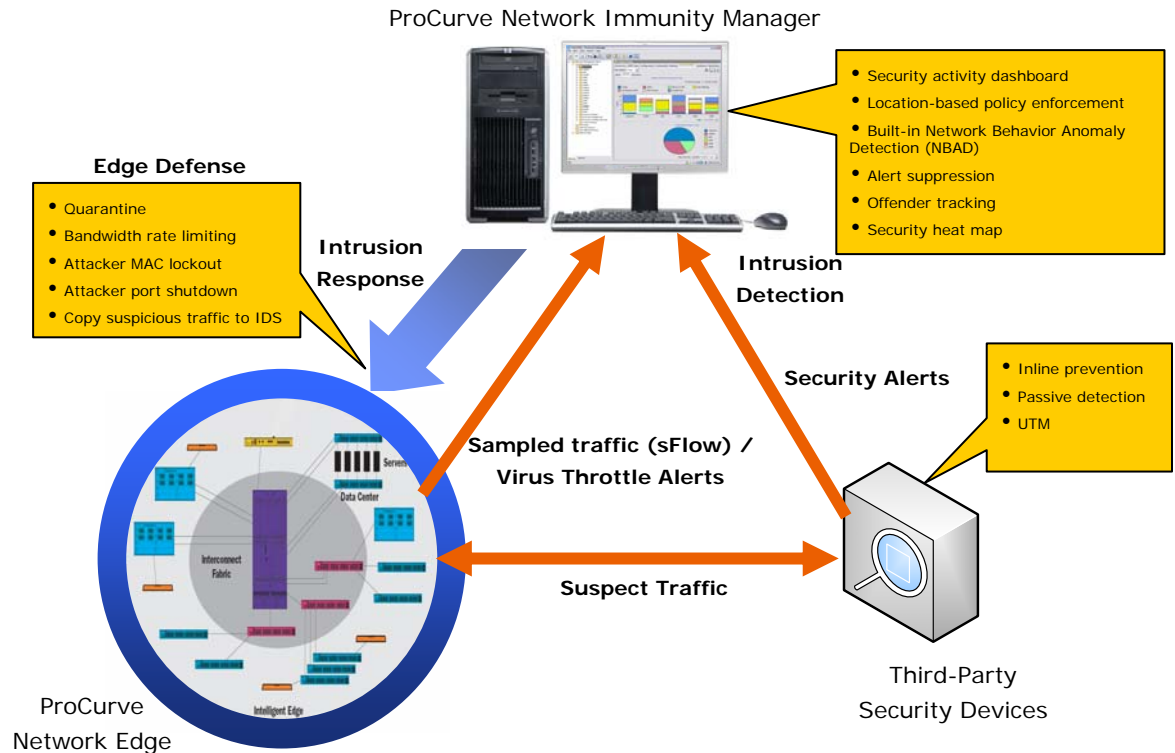 ProCurve Network Immunity Manager
• Security activity dashboard
• Location-based policy enforcement
• Built-in Network Behavior Anomaly
Detection (NBAD)
• Alert suppression
• Offender tracking
• Security heat map
Edge Defense
• Quarantine
• Bandwidth rate limiting
• Attacker MAC lockout
• Attacker port shutdown
• Copy suspicious traffic to IDS
Intrusion
Response
Intrusion
Detection
Security Alerts
• Inline prevention
• Passive detection
• UTM
Sampled traffic (sFlow) /
Virus Throttle Alerts
Servers
Data Center
Interconnect
Fabric
Intelligent Edge
Suspect Traffic
ProCurve
Network Edge
Third-Party
Security Devices